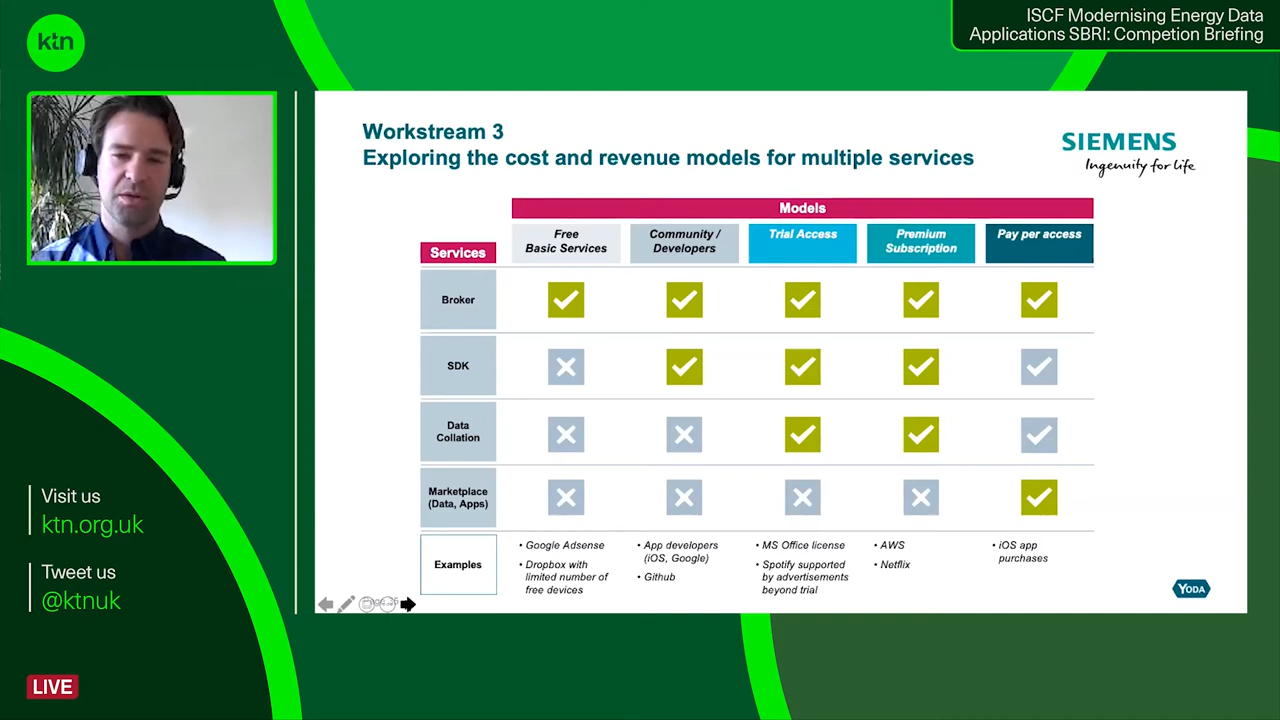 ktn
ISCF Modernising Energy Data
Applications SBRI: Competion Briefing
Workstream 3
Exploring the cost and revenue models for multiple services
SIEMENS
Ingenuity for life
Models
Services
Free
Basic Services
Community /
Developers
Trial Access
Premium
Subscription
Pay per access
Broker
SDK
Data
Collation
Marketplace
(Data, Apps)
Examples
• Google Adsense
• Dropbox with
limited number of
free devices
• App developers
(iOS, Google)
• Github
• MS Office license
• Spotify supported
by advertisements
beyond trial
• AWS
• Netflix
• iOS app
purchases
YODA
Visit us
ktn.org.uk
Tweet us
@ktnuk
LIVE